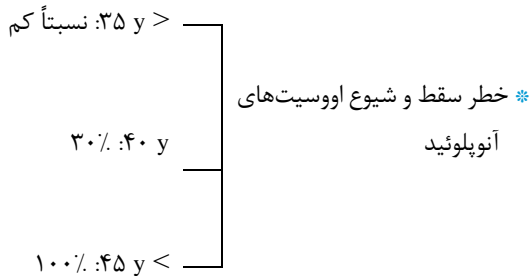 < ۳۵ y: نسبتاً کم
* خطر سقط و شیوع اووسیت‌های
آنوپلوئید
۴۰ y: ۳۰٪
> ۴۵ y: ۱۰۰٪